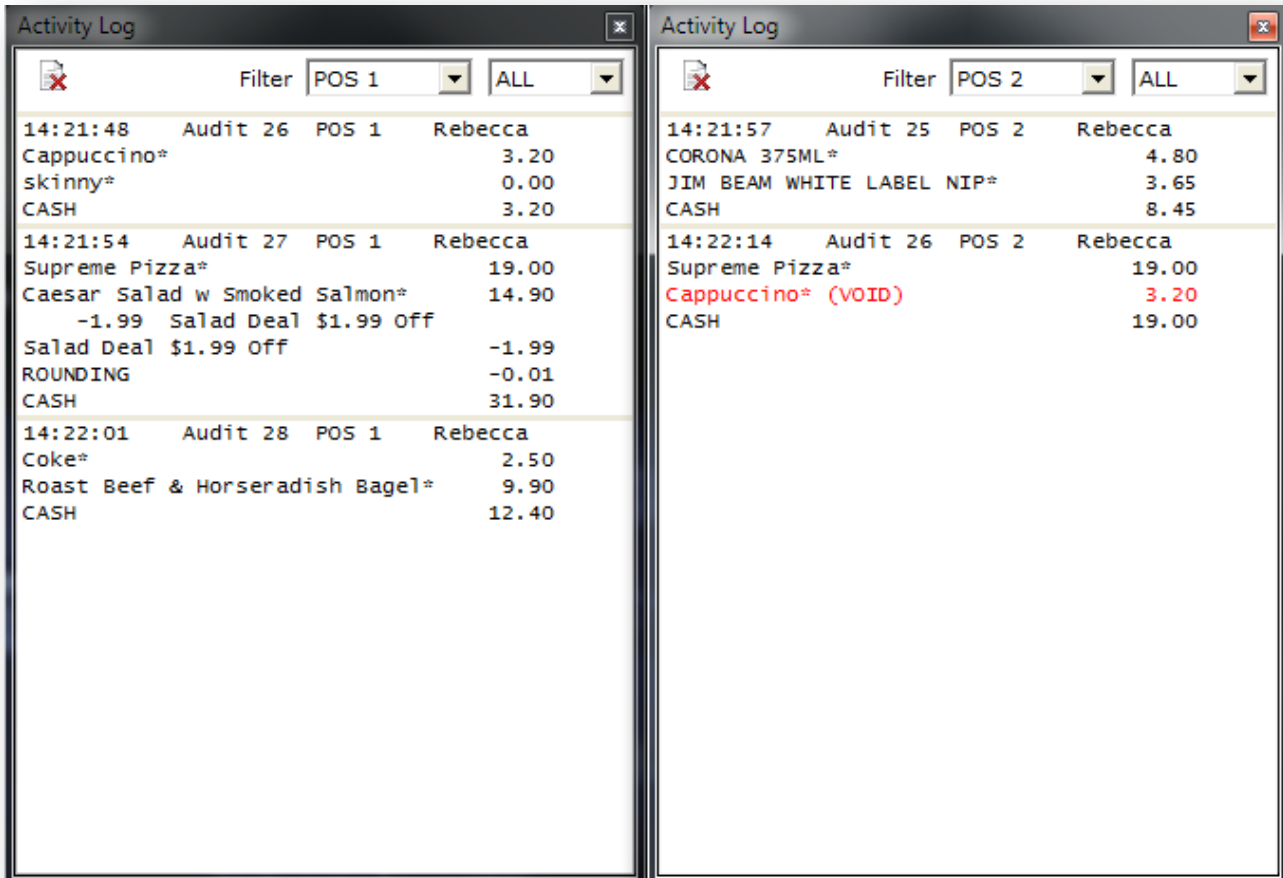 Activity Log
Filter POS 1 ALL
14:21:48 Audit 26 POS 1 Rebecca
Cappuccino* 3.20
skinny* 0.00
CASH 3.20
14:21:54 Audit 27 POS 1 Rebecca
Supreme Pizza* 19.00
Caesar Salad w Smoked Salmon* 14.90
-1.99 Salad Deal $1.99 Off
Salad Deal $1.99 Off -1.99
ROUNDING -0.01
CASH 31.90
14:22:01 Audit 28 POS 1 Rebecca
Coke* 2.50
Roast Beef & Horseradish Bagel* 9.90
CASH 12.40
Activity Log
Filter POS 2 ALL
14:21:57 Audit 25 POS 2 Rebecca
CORONA 375ML* 4.80
JIM BEAM WHITE LABEL NIP* 3.65
CASH 8.45
14:22:14 Audit 26 POS 2 Rebecca
Supreme Pizza* 19.00
Cappuccino* (VOID) 3.20
CASH 19.00